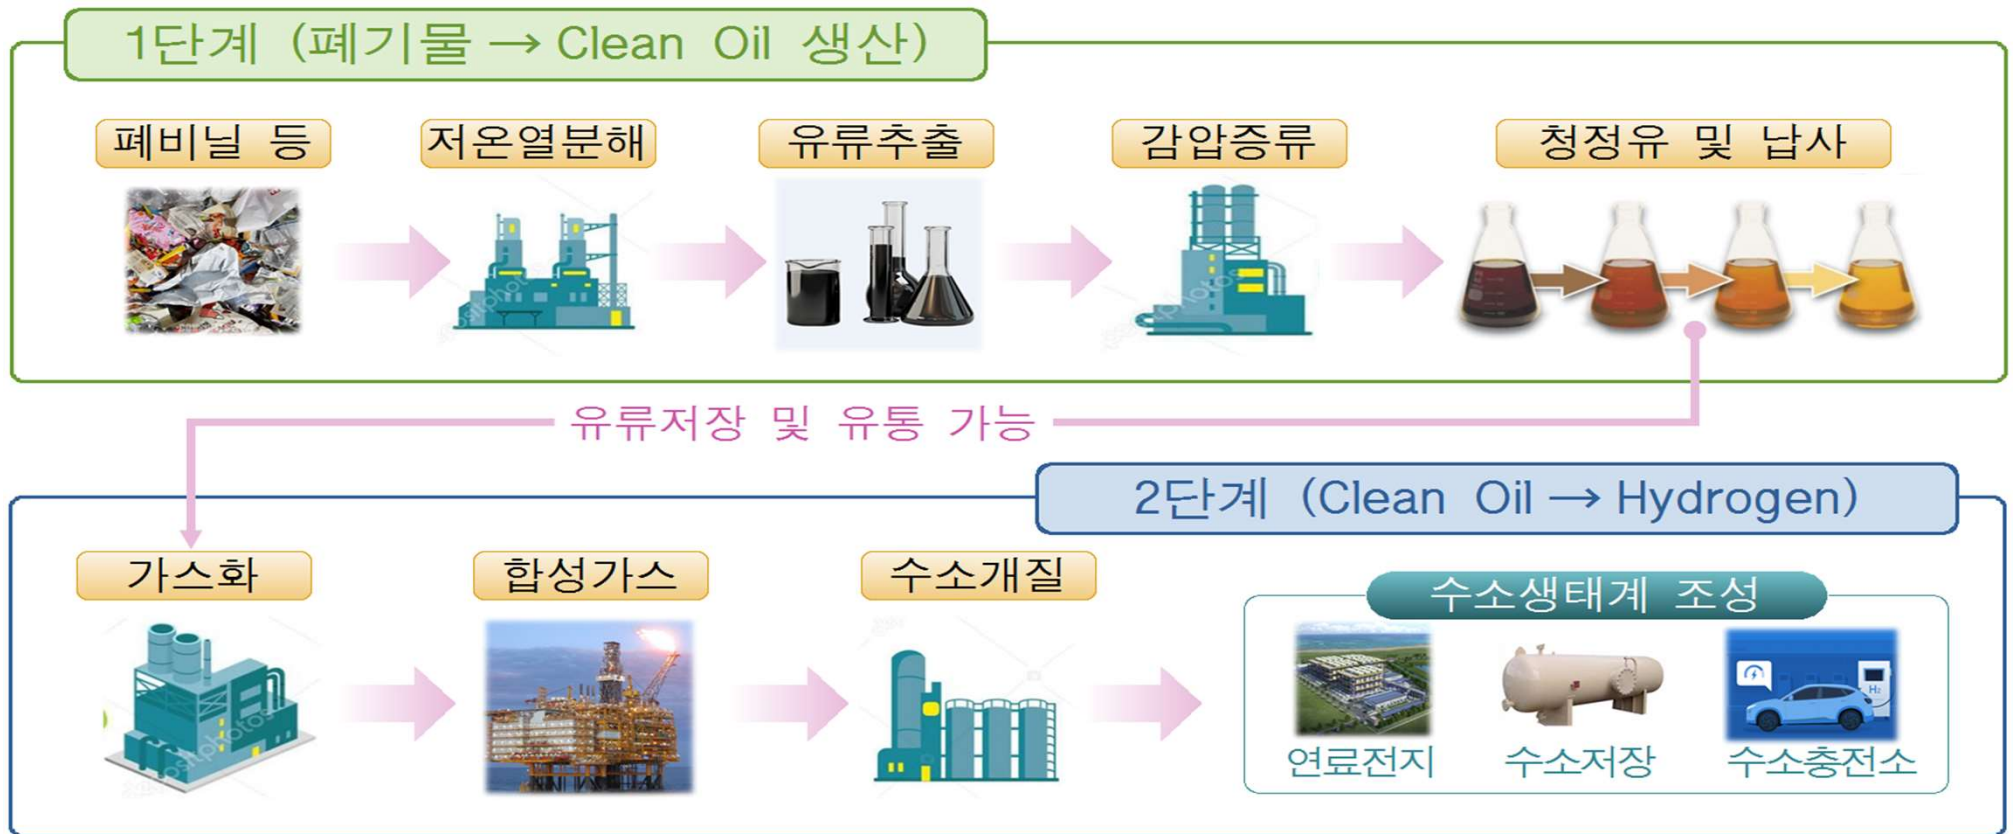 1단계 (폐기물 → Clean Oil 생산)
폐비닐 등
저온열분해
유류추출
감압증류
청정유 및 납사
유류저장 및 유통 가능
2단계 (Clean Oil → Hydrogen)
가스화
합성가스
수소개질
수소생태계 조성
H₂
연료전지
수소저장
수소충전소